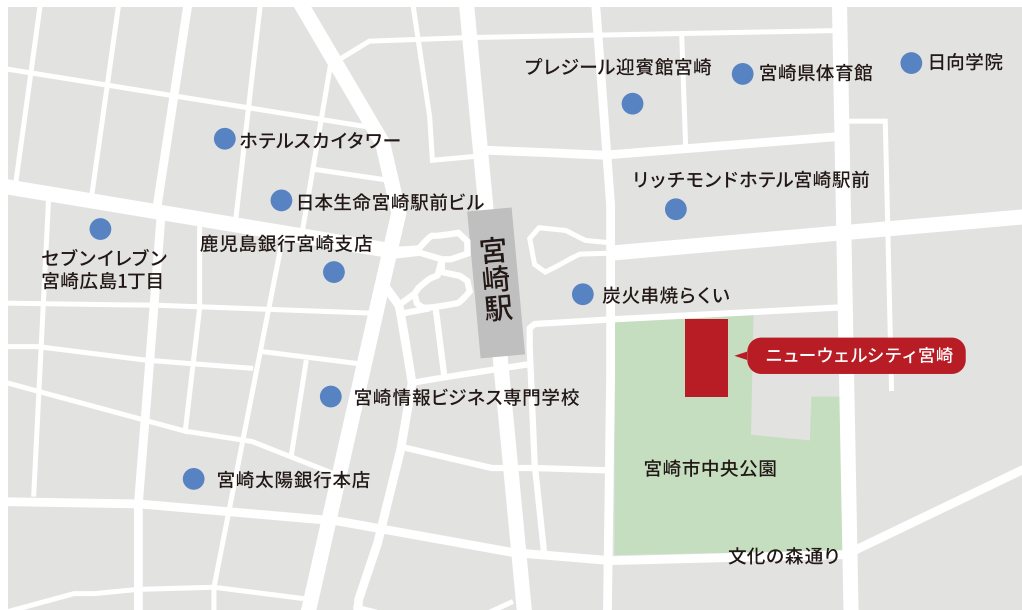 プレジール迎賓館宮崎
宮崎県体育館
日向学院
ホテルスカイタワー
リッチモンドホテル宮崎駅前
日本生命宮崎駅前ビル
鹿児島銀行宮崎支店
宮崎駅
セブンイレブン
宮崎広島1丁目
炭火串焼らくい
ニューウェルシティ宮崎
宮崎情報ビジネス専門学校
宮崎市中央公園
宮崎太陽銀行本店
文化の森通り